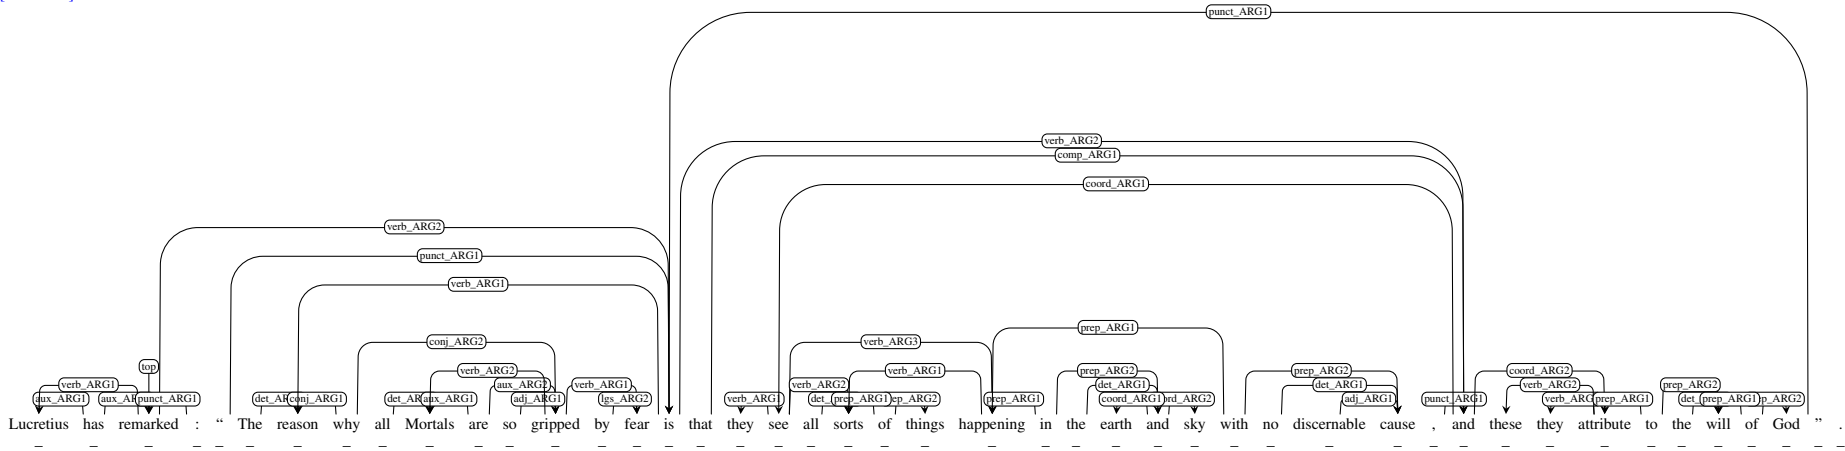 punct_ARG1
verb_ARG2
comp_ARG1
coord_ARG1
verb_ARG2
punct_ARG1
verb_ARG1
prep_ARG1
conj_ARG2 verb_ARG3
top verb_ARG2 verb_ARG1 prep_ARG2 prep_ARG2 coord_ARG2
verb_ARG1 aux_ARG2 verb_ARG1 verb_ARG2 det_ARG1 det_ARG1 verb_ARG2 prep_ARG2
aux_ARG1 punct_ARG1 conj_ARG1 aux_ARG1 adj_ARG1 lgs_ARG2 verb_ARG1 prep_ARG1 prep_ARG1 coord_ARG1 adj_ARG1 punct_ARG1 prep_ARG1 prep_ARG1
Lucretius has remarked : “ The reason why all Mortals are so gripped by fear is that they see all sorts of things happening in the earth and sky with no discernable cause , and these they attribute to the will of God ” .